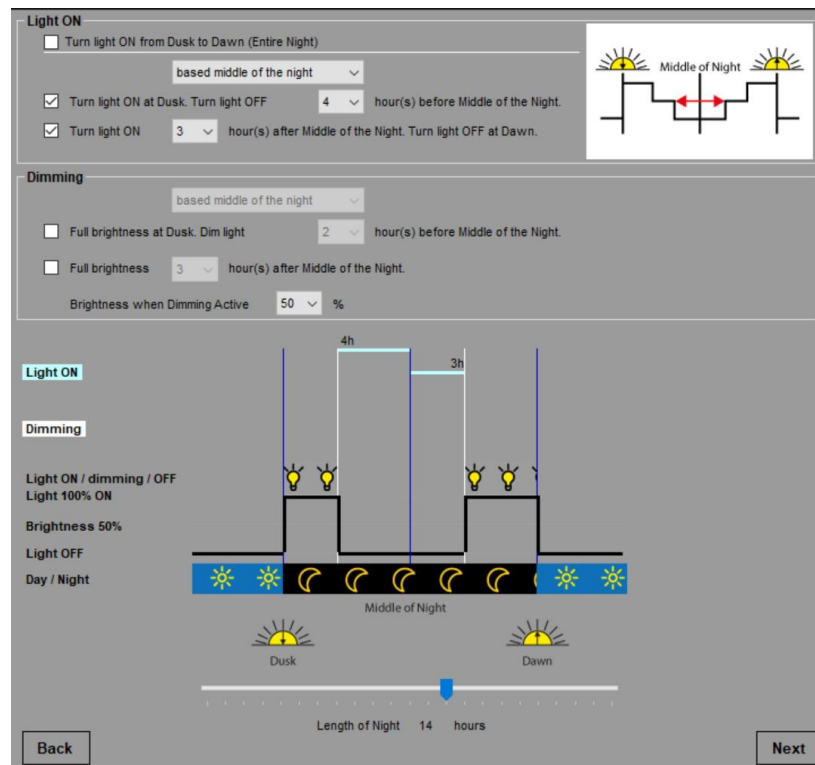 Light ON
Turn light ON from Dusk to Dawn (Entire Night)
based middle of the night
Turn light ON at Dusk. Turn light OFF 4 hour(s) before Middle of the Night.
Turn light ON 3 hour(s) after Middle of the Night. Turn light OFF at Dawn.
Middle of Night
Dimming
based middle of the night
Full brightness at Dusk. Dim light 2 hour(s) before Middle of the Night.
Full brightness 3 hour(s) after Middle of the Night.
Brightness when Dimming Active 50 %
4h
3h
Light ON
Dimming
Light ON / dimming / OFF
Light 100% ON
Brightness 50%
Light OFF
Day / Night
Middle of Night
Dusk Dawn
Length of Night 14 hours
Back Next